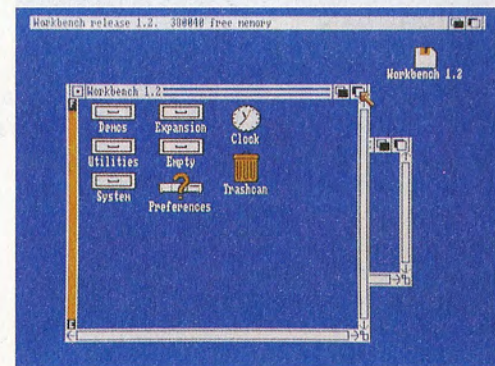 Workbench release 1.2. 380040 free memory
Workbench 1.2
Workbench 1.2
Demos
Expansion
Clock
Utilities
Empty
Trashcan
System
Preferences
F
E